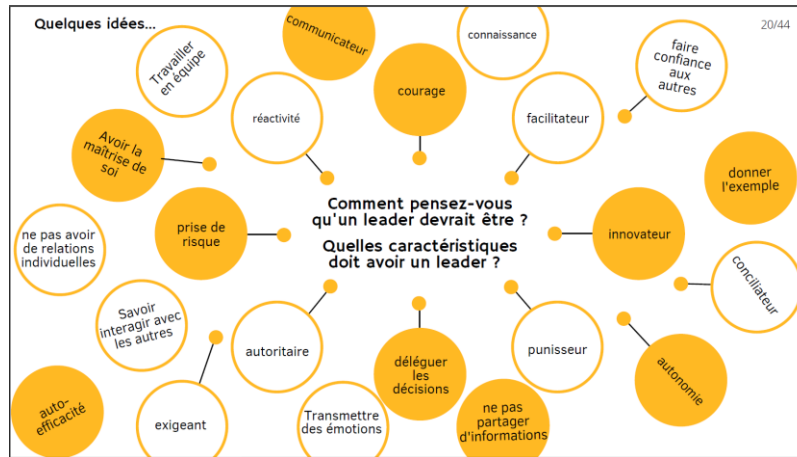 Quelques idées...
20/44
communicateur
connaissance
Travailler
en équipe
faire
confiance
aux
autres
courage
réactivité
facilitateur
Avoir la
maîtrise de
soi
donner
l'exemple
Comment pensez-vous
qu'un leader devrait être ?
Quelles caractéristiques
doit avoir un leader ?
prise de
risque
innovateur
ne pas avoir
de relations
individuelles
conciliateur
Savoir
interagir avec
les autres
autoritaire
déléguer
les
décisions
punisseur
autonomie
auto-
efficacité
exigeant
Transmettre
des émotions
ne pas
partager
d'informations